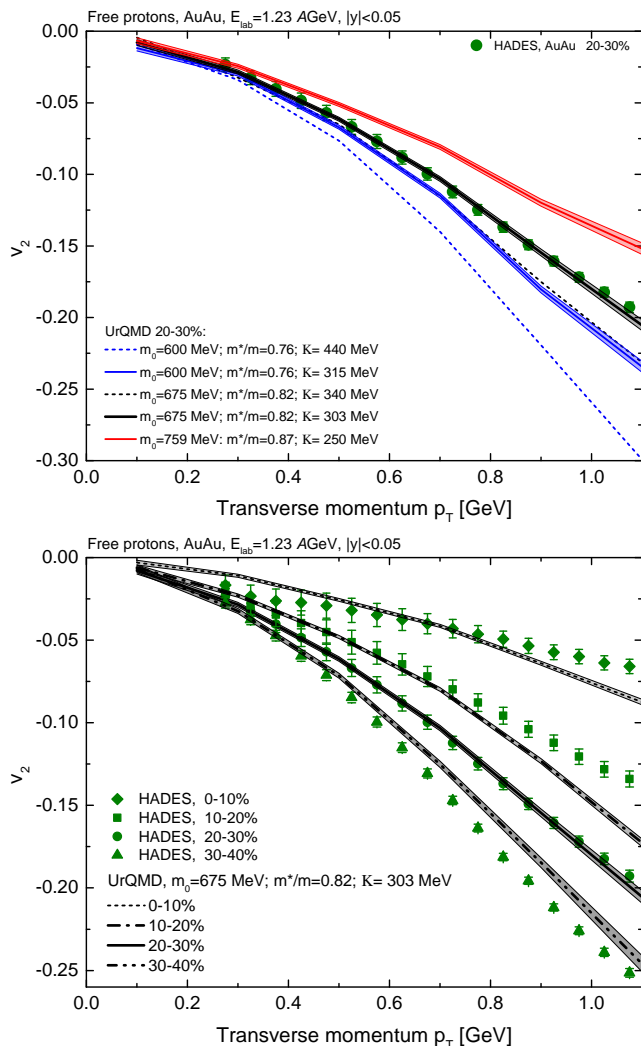 Free protons, AuAu, E_lab=1.23 AGeV, |y|<0.05
HADES, AuAu 20-30%
0.00
-0.05
-0.10
-0.15
-0.20
-0.25
-0.30
v_2
UrQMD 20-30%:
m_0=600 MeV; m*/m=0.76; K= 440 MeV
m_0=600 MeV; m*/m=0.76; K= 315 MeV
m_0=675 MeV; m*/m=0.82; K= 340 MeV
m_0=675 MeV; m*/m=0.82; K= 303 MeV
m_0=759 MeV: m*/m=0.87; K= 250 MeV
0.0 0.2 0.4 0.6 0.8 1.0
Transverse momentum p_T [GeV]
Free protons, AuAu, E_lab=1.23 AGeV, |y|<0.05
0.00
-0.05
-0.10
-0.15
-0.20
-0.25
v_2
HADES, 0-10%
HADES, 10-20%
HADES, 20-30%
HADES, 30-40%
UrQMD, m_0=675 MeV; m*/m=0.82; K= 303 MeV
0-10%
10-20%
20-30%
30-40%
0.0 0.2 0.4 0.6 0.8 1.0
Transverse momentum p_T [GeV]